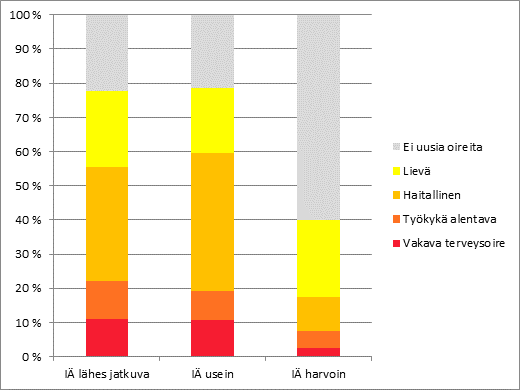 100 %
90 %
80 %
70 %
60 %
50 %
40 %
30 %
20 %
10 %
0 %
IÄ lähes jatkuva
IÄ usein
IÄ harvoin
Ei uusia oireita
Lievä
Haitallinen
Työkykä alentava
Vakava terveysoire